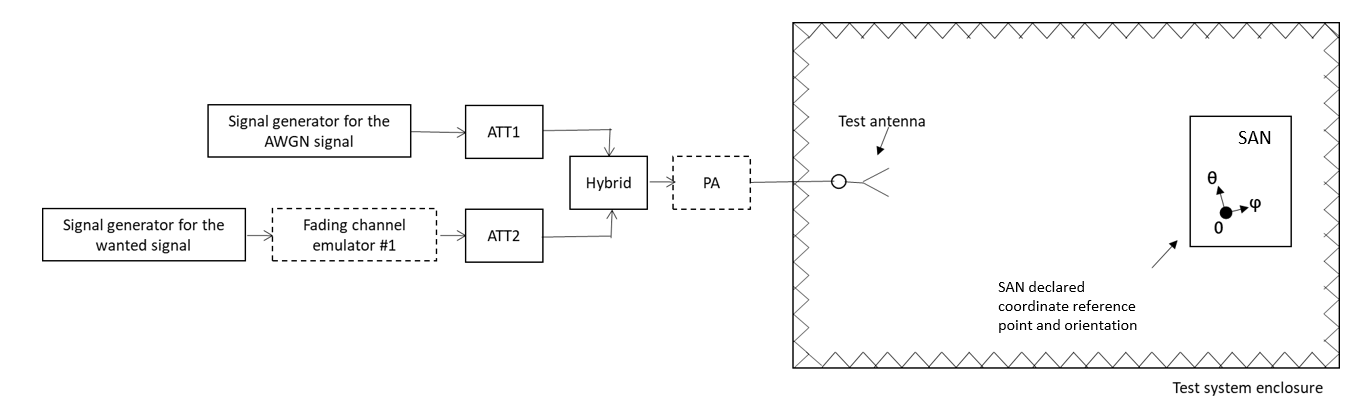 Signal generator for the
AWGN signal
ATT1
Hybrid
PA
Signal generator for the
wanted signal
Fading channel
emulator #1
ATT2
Test antenna
SAN
θ
φ
0
SAN declared
coordinate reference
point and orientation
Test system enclosure